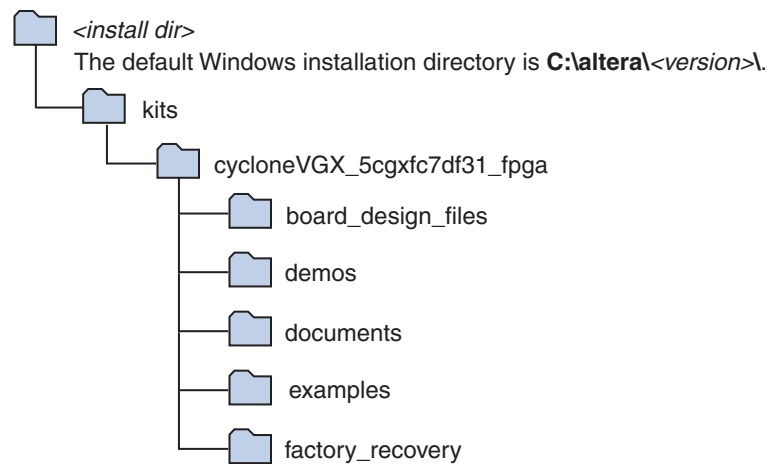 <install dir>
The default Windows installation directory is C:\altera\<version>\.
kits
cycloneVGX_5cgxfc7df31_fpga
board_design_files
demos
documents
examples
factory_recovery